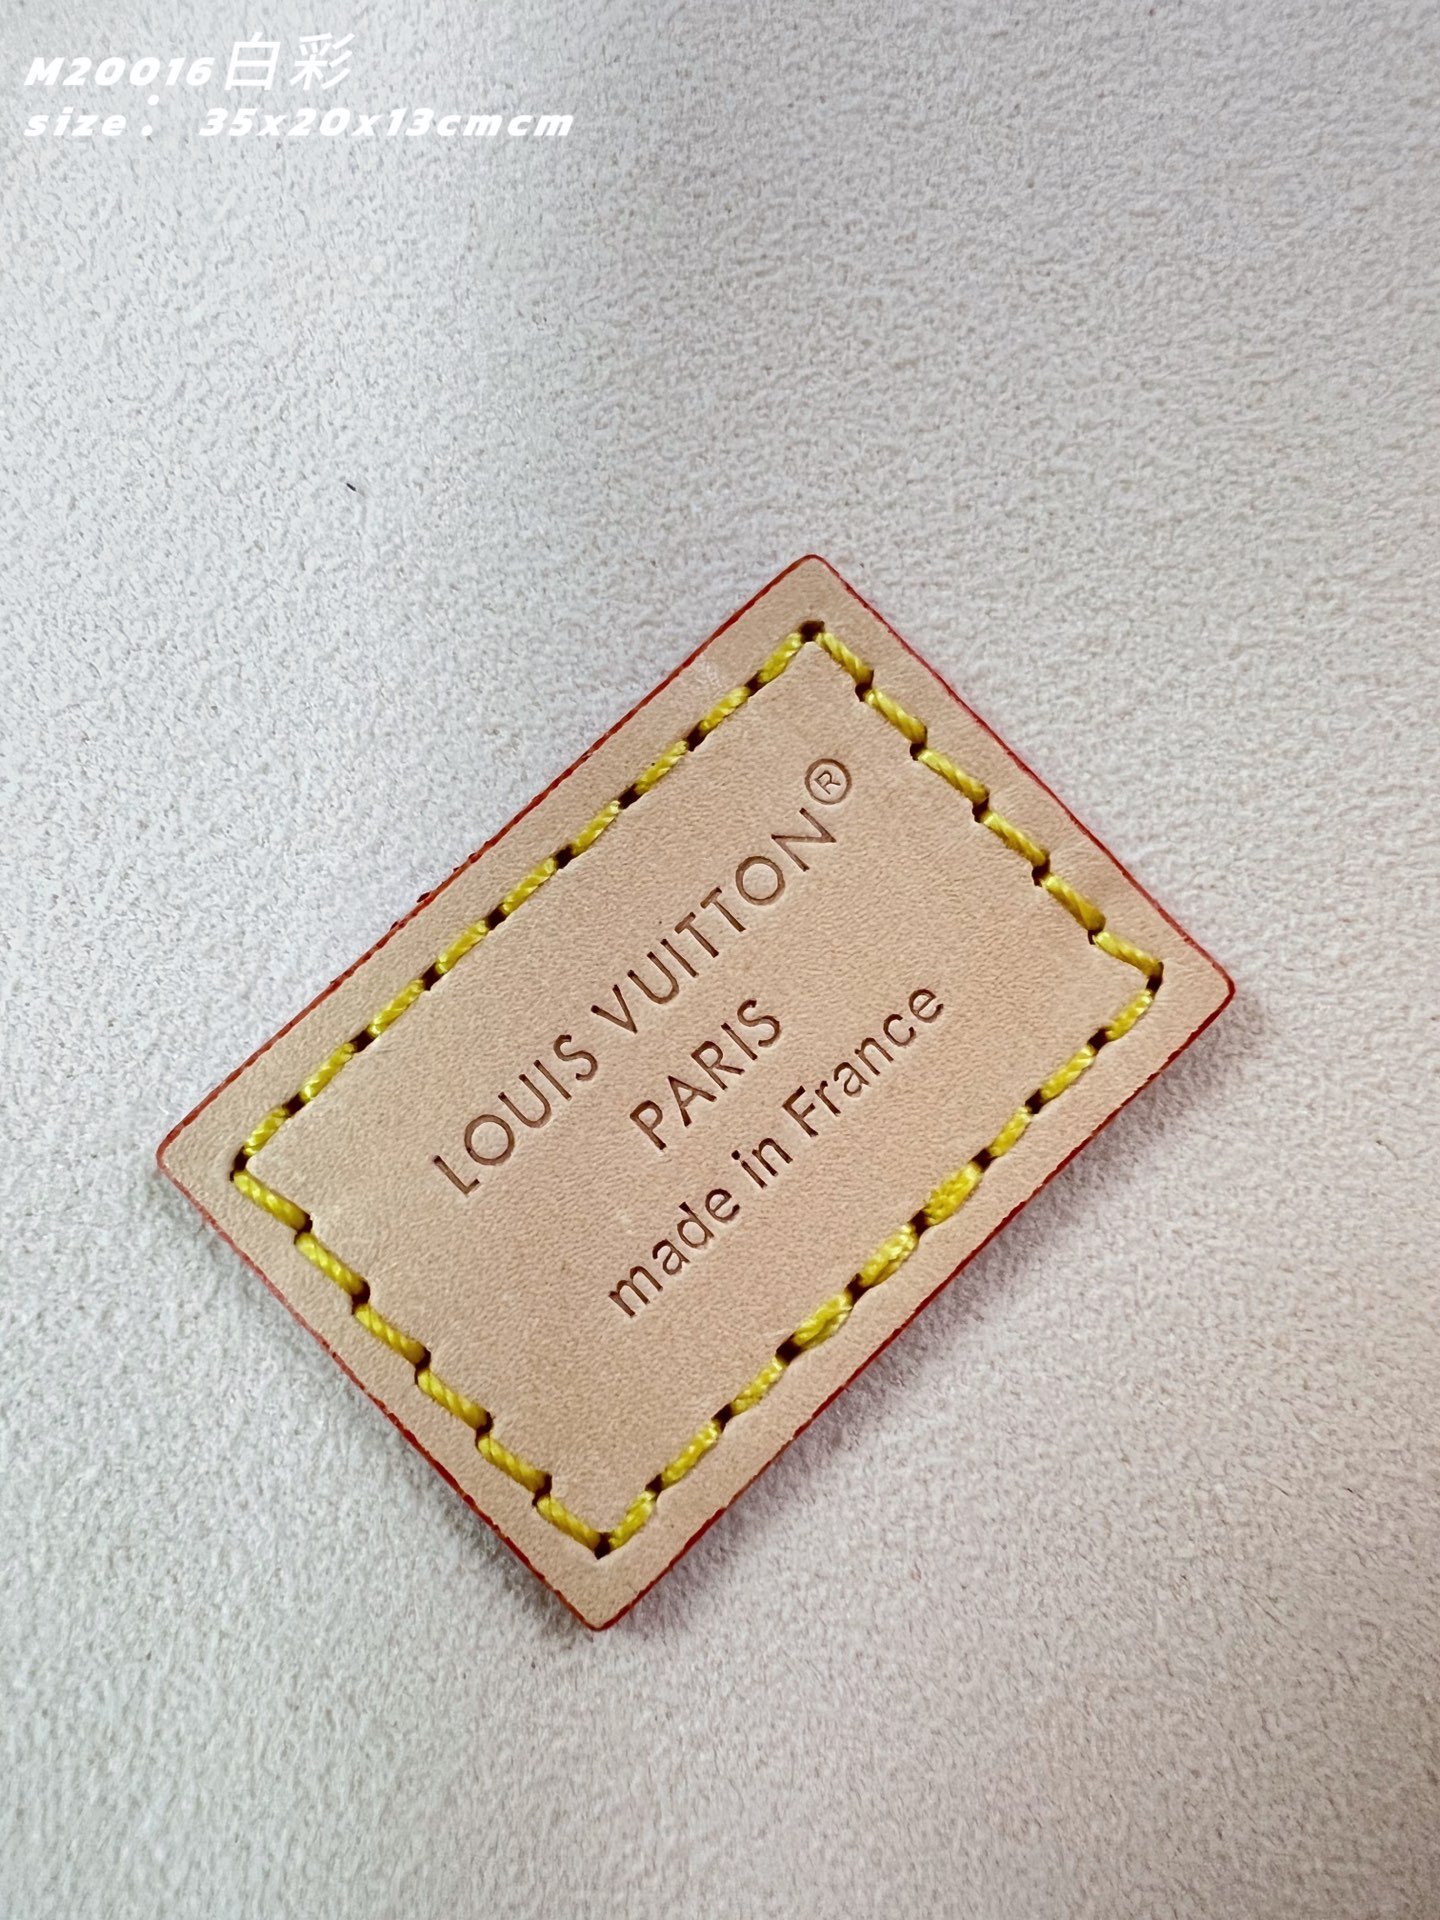 M20016白彩
size：35x20x13cmcm
LOUIS VUITTON®
PARIS
made in France